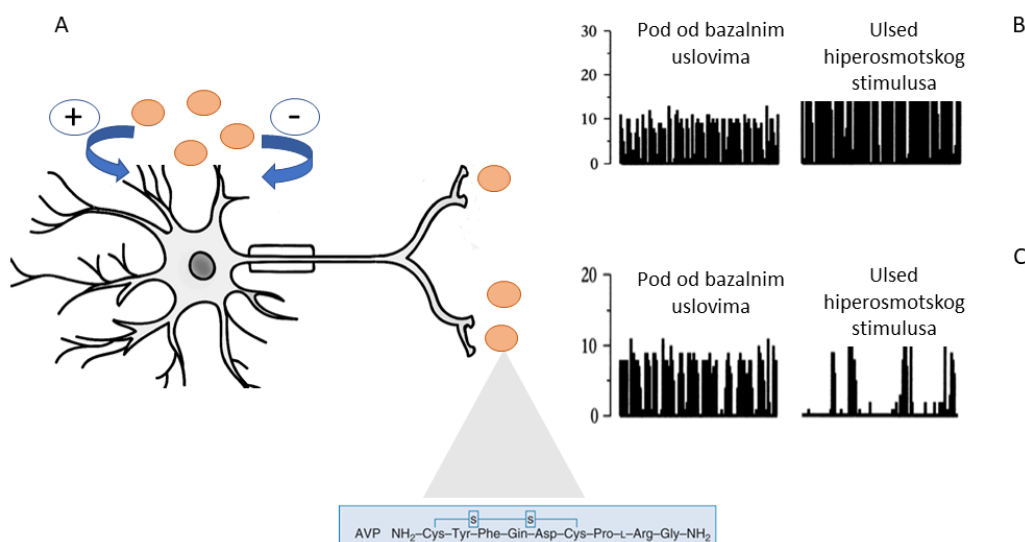 A
B
Pod od bazalnim
uslovima
Ulsed
hiperosmotskog
stimulusa
30
20
10
0
+
-
C
Pod od bazalnim
uslovima
Ulsed
hiperosmotskog
stimulusa
20
10
0
S S
AVP NH₂–Cys–Tyr–Phe–Gin–Asp–Cys–Pro–L–Arg–Gly–NH₂